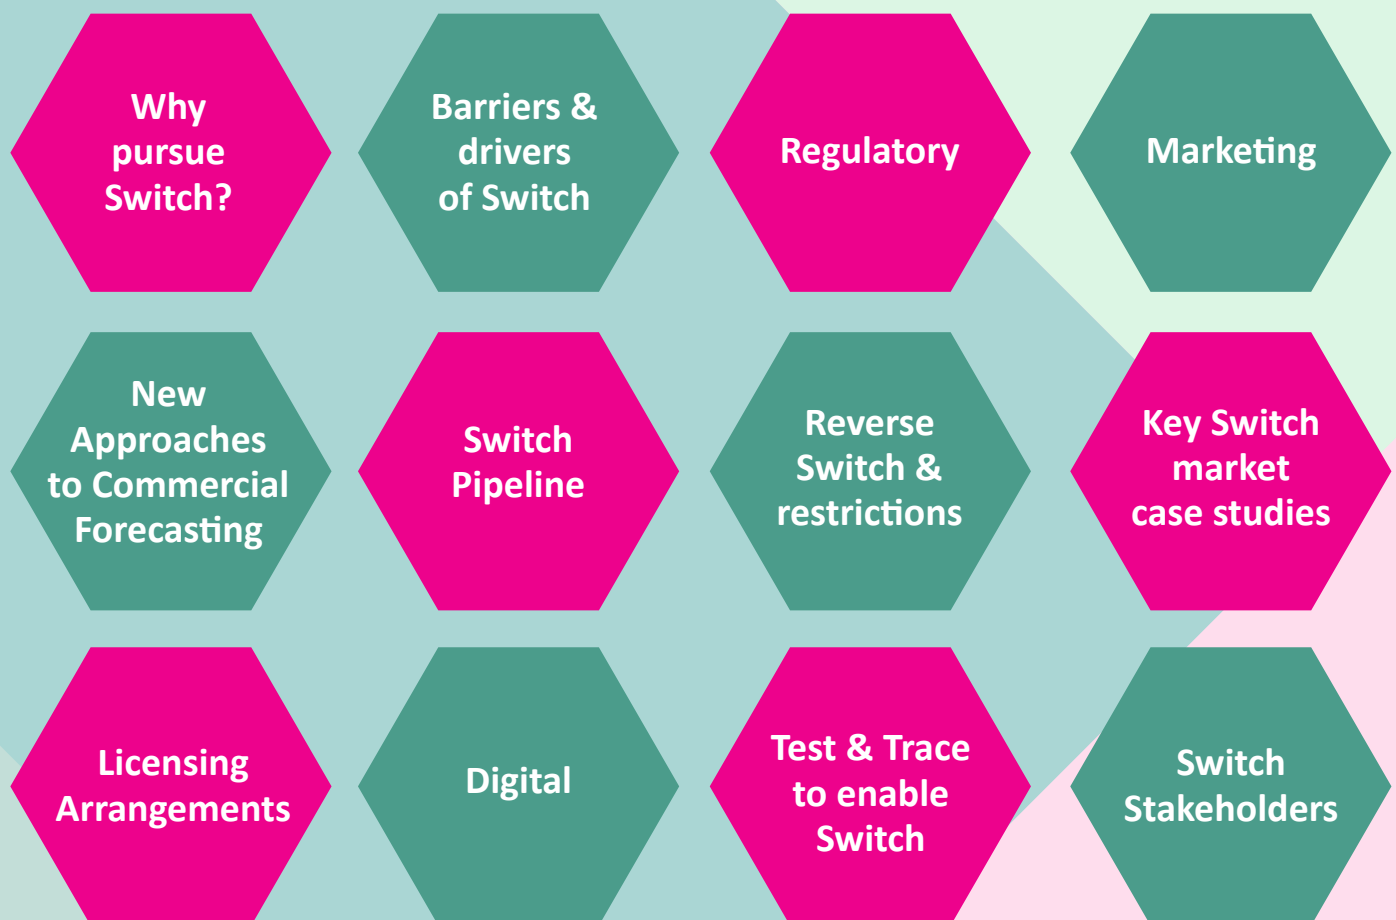 Why
pursue
Switch?
Barriers &
drivers
of Switch
Regulatory
Marketing
New
Approaches
to Commercial
Forecasting
Switch
Pipeline
Reverse
Switch &
restrictions
Key Switch
market
case studies
Licensing
Arrangements
Digital
Test & Trace
to enable
Switch
Switch
Stakeholders